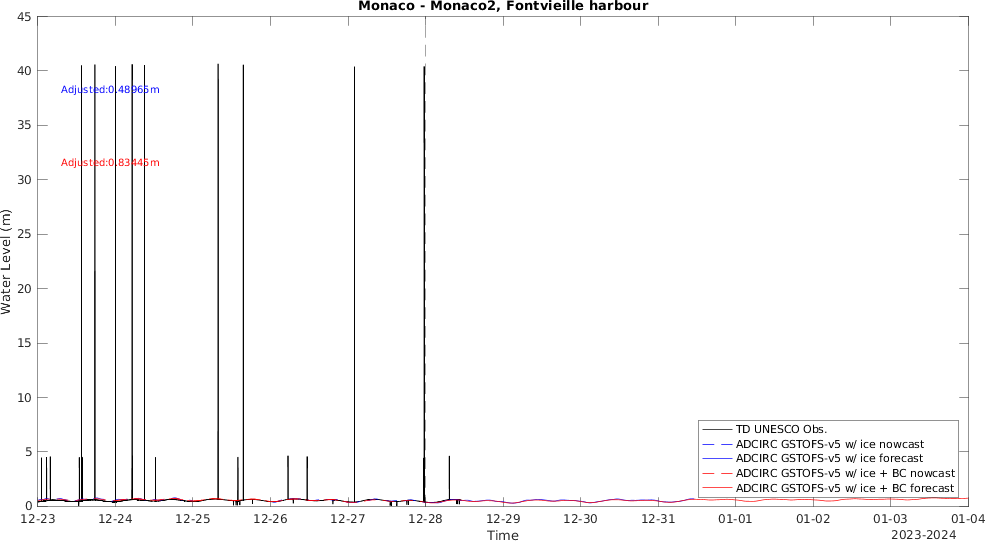 Monaco - Monaco2, Fontvieille harbour
45
40
35
30
25
20
15
10
5
0
Water Level (m)
Adjusted:0.48965m
Adjusted:0.83445m
TD UNESCO Obs.
ADCIRC GSTOFS-v5 w/ ice nowcast
ADCIRC GSTOFS-v5 w/ ice forecast
ADCIRC GSTOFS-v5 w/ ice + BC nowcast
ADCIRC GSTOFS-v5 w/ ice + BC forecast
12-23 12-24 12-25 12-26 12-27 12-28 12-29 12-30 12-31 01-01 01-02 01-03 01-04
Time
2023-2024